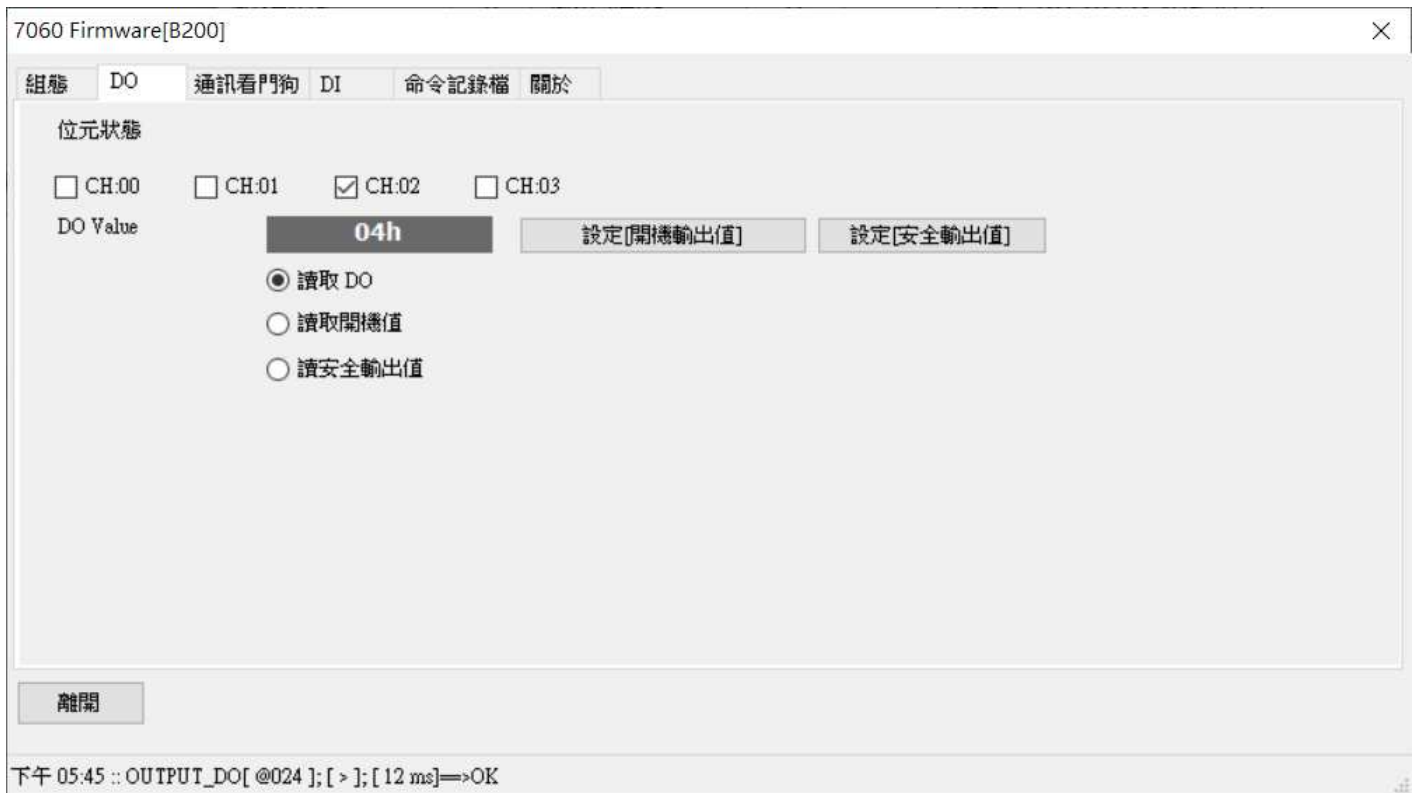 7060 Firmware[B200]
組態 DO 通訊看門狗 DI 命令記錄檔 關於
位元狀態
CH:00 CH:01 CH:02 CH:03
DO Value 04h 設定[開機輸出值] 設定[安全輸出值]
讀取 DO
讀取開機值
讀安全輸出值
離開
下午 05:45 :: OUTPUT_DO[ @024 ]; [ > ]; [ 12 ms]==>OK